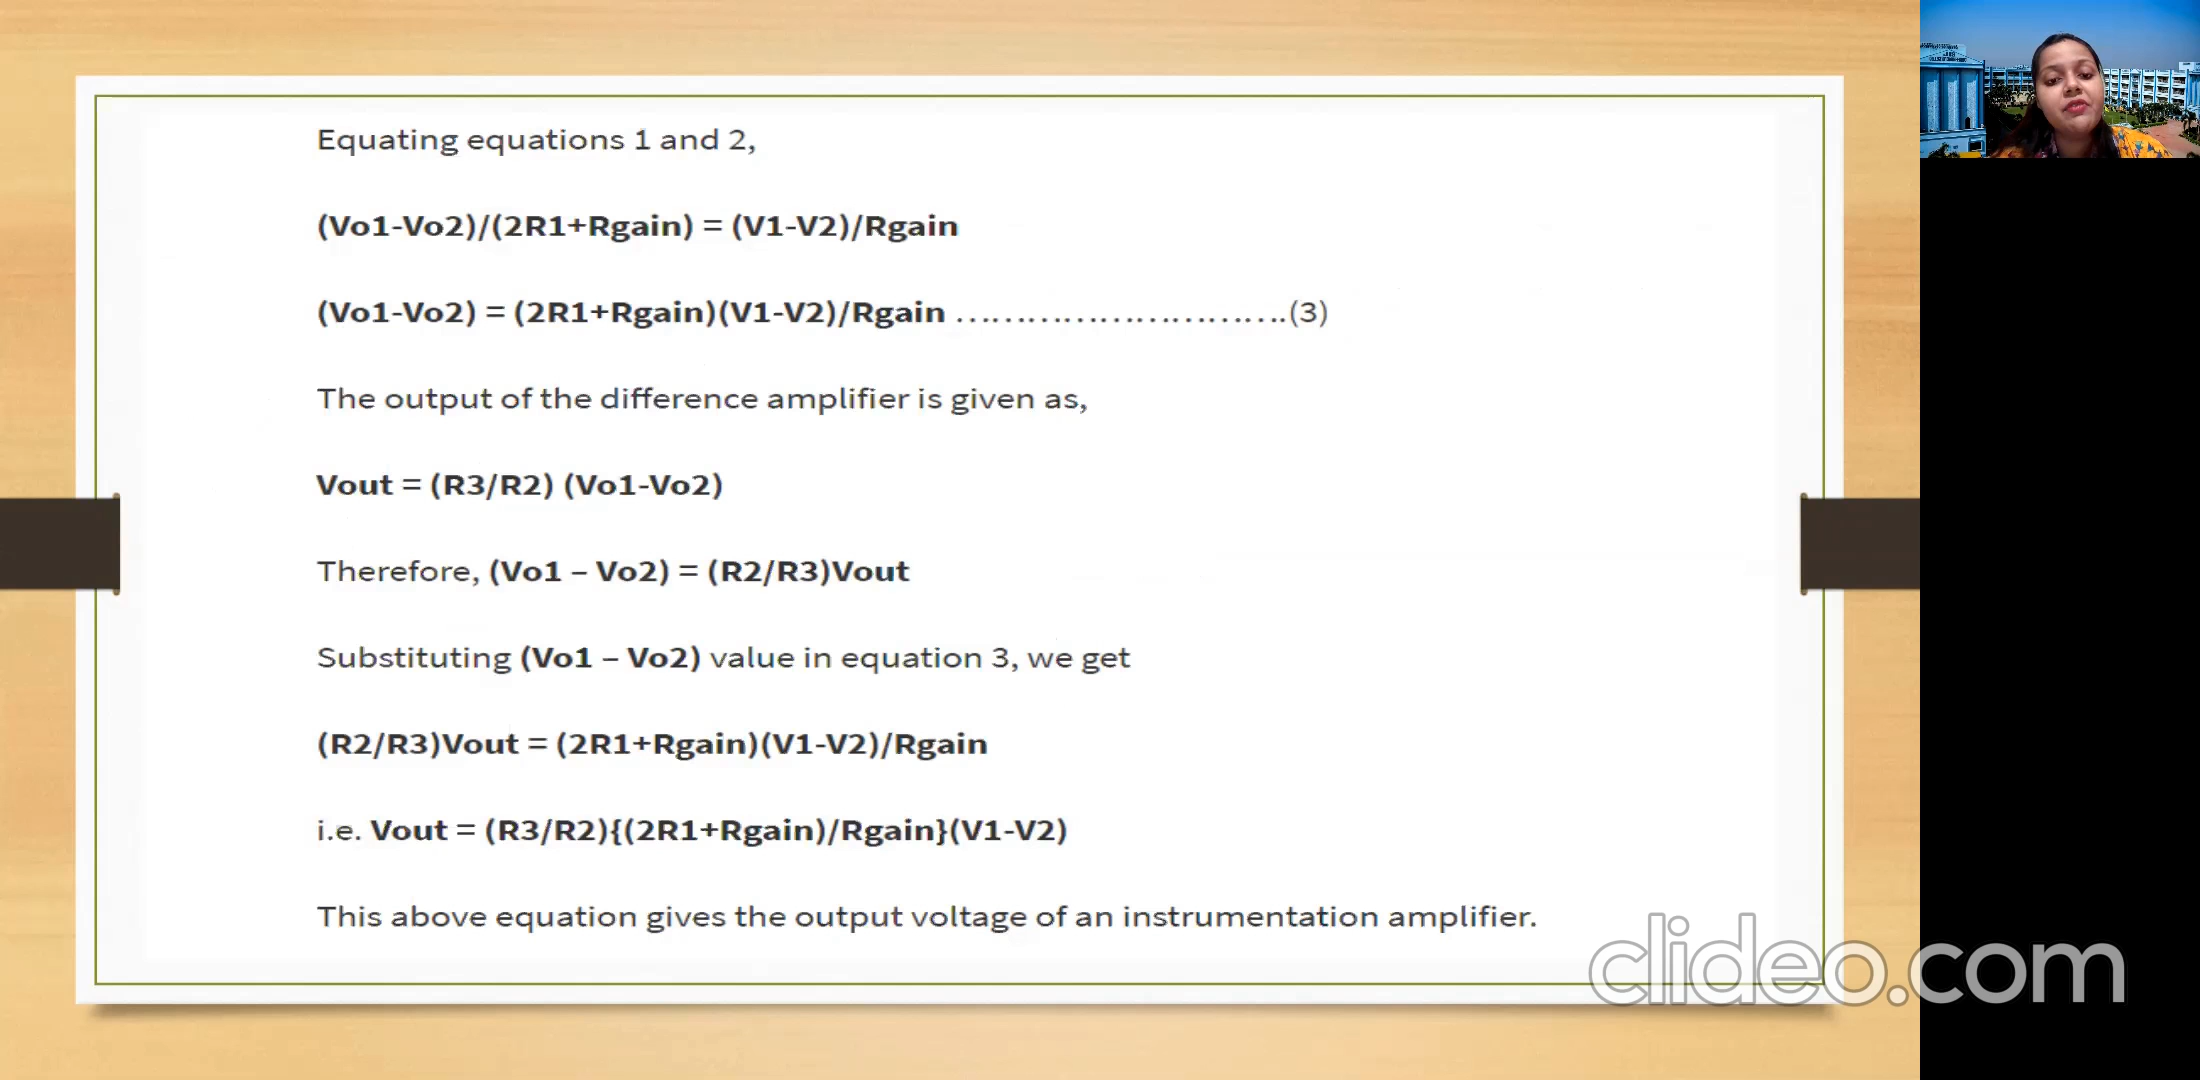 Equating equations 1 and 2,
(Vo1-Vo2)/(2R1+Rgain) = (V1-V2)/Rgain
(Vo1-Vo2) = (2R1+Rgain)(V1-V2)/Rgain ………………………….(3)
The output of the difference amplifier is given as,
Vout = (R3/R2) (Vo1-Vo2)
Therefore, (Vo1 – Vo2) = (R2/R3)Vout
Substituting (Vo1 – Vo2) value in equation 3, we get
(R2/R3)Vout = (2R1+Rgain)(V1-V2)/Rgain
i.e. Vout = (R3/R2){(2R1+Rgain)/Rgain}(V1-V2)
This above equation gives the output voltage of an instrumentation amplifier.
clideo.com